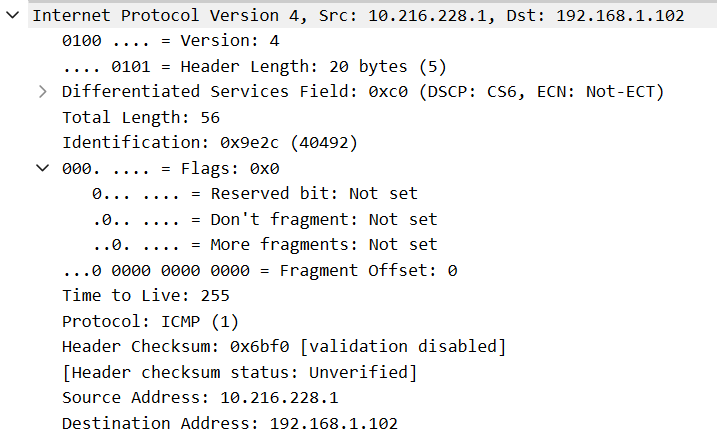 Internet Protocol Version 4, Src: 10.216.228.1, Dst: 192.168.1.102
0100 .... = Version: 4
.... 0101 = Header Length: 20 bytes (5)
Differentiated Services Field: 0xc0 (DSCP: CS6, ECN: Not-ECT)
Total Length: 56
Identification: 0x9e2c (40492)
000. .... = Flags: 0x0
0... .... = Reserved bit: Not set
.0.. .... = Don't fragment: Not set
..0. .... = More fragments: Not set
...0 0000 0000 0000 = Fragment Offset: 0
Time to Live: 255
Protocol: ICMP (1)
Header Checksum: 0x6bf0 [validation disabled]
[Header checksum status: Unverified]
Source Address: 10.216.228.1
Destination Address: 192.168.1.102